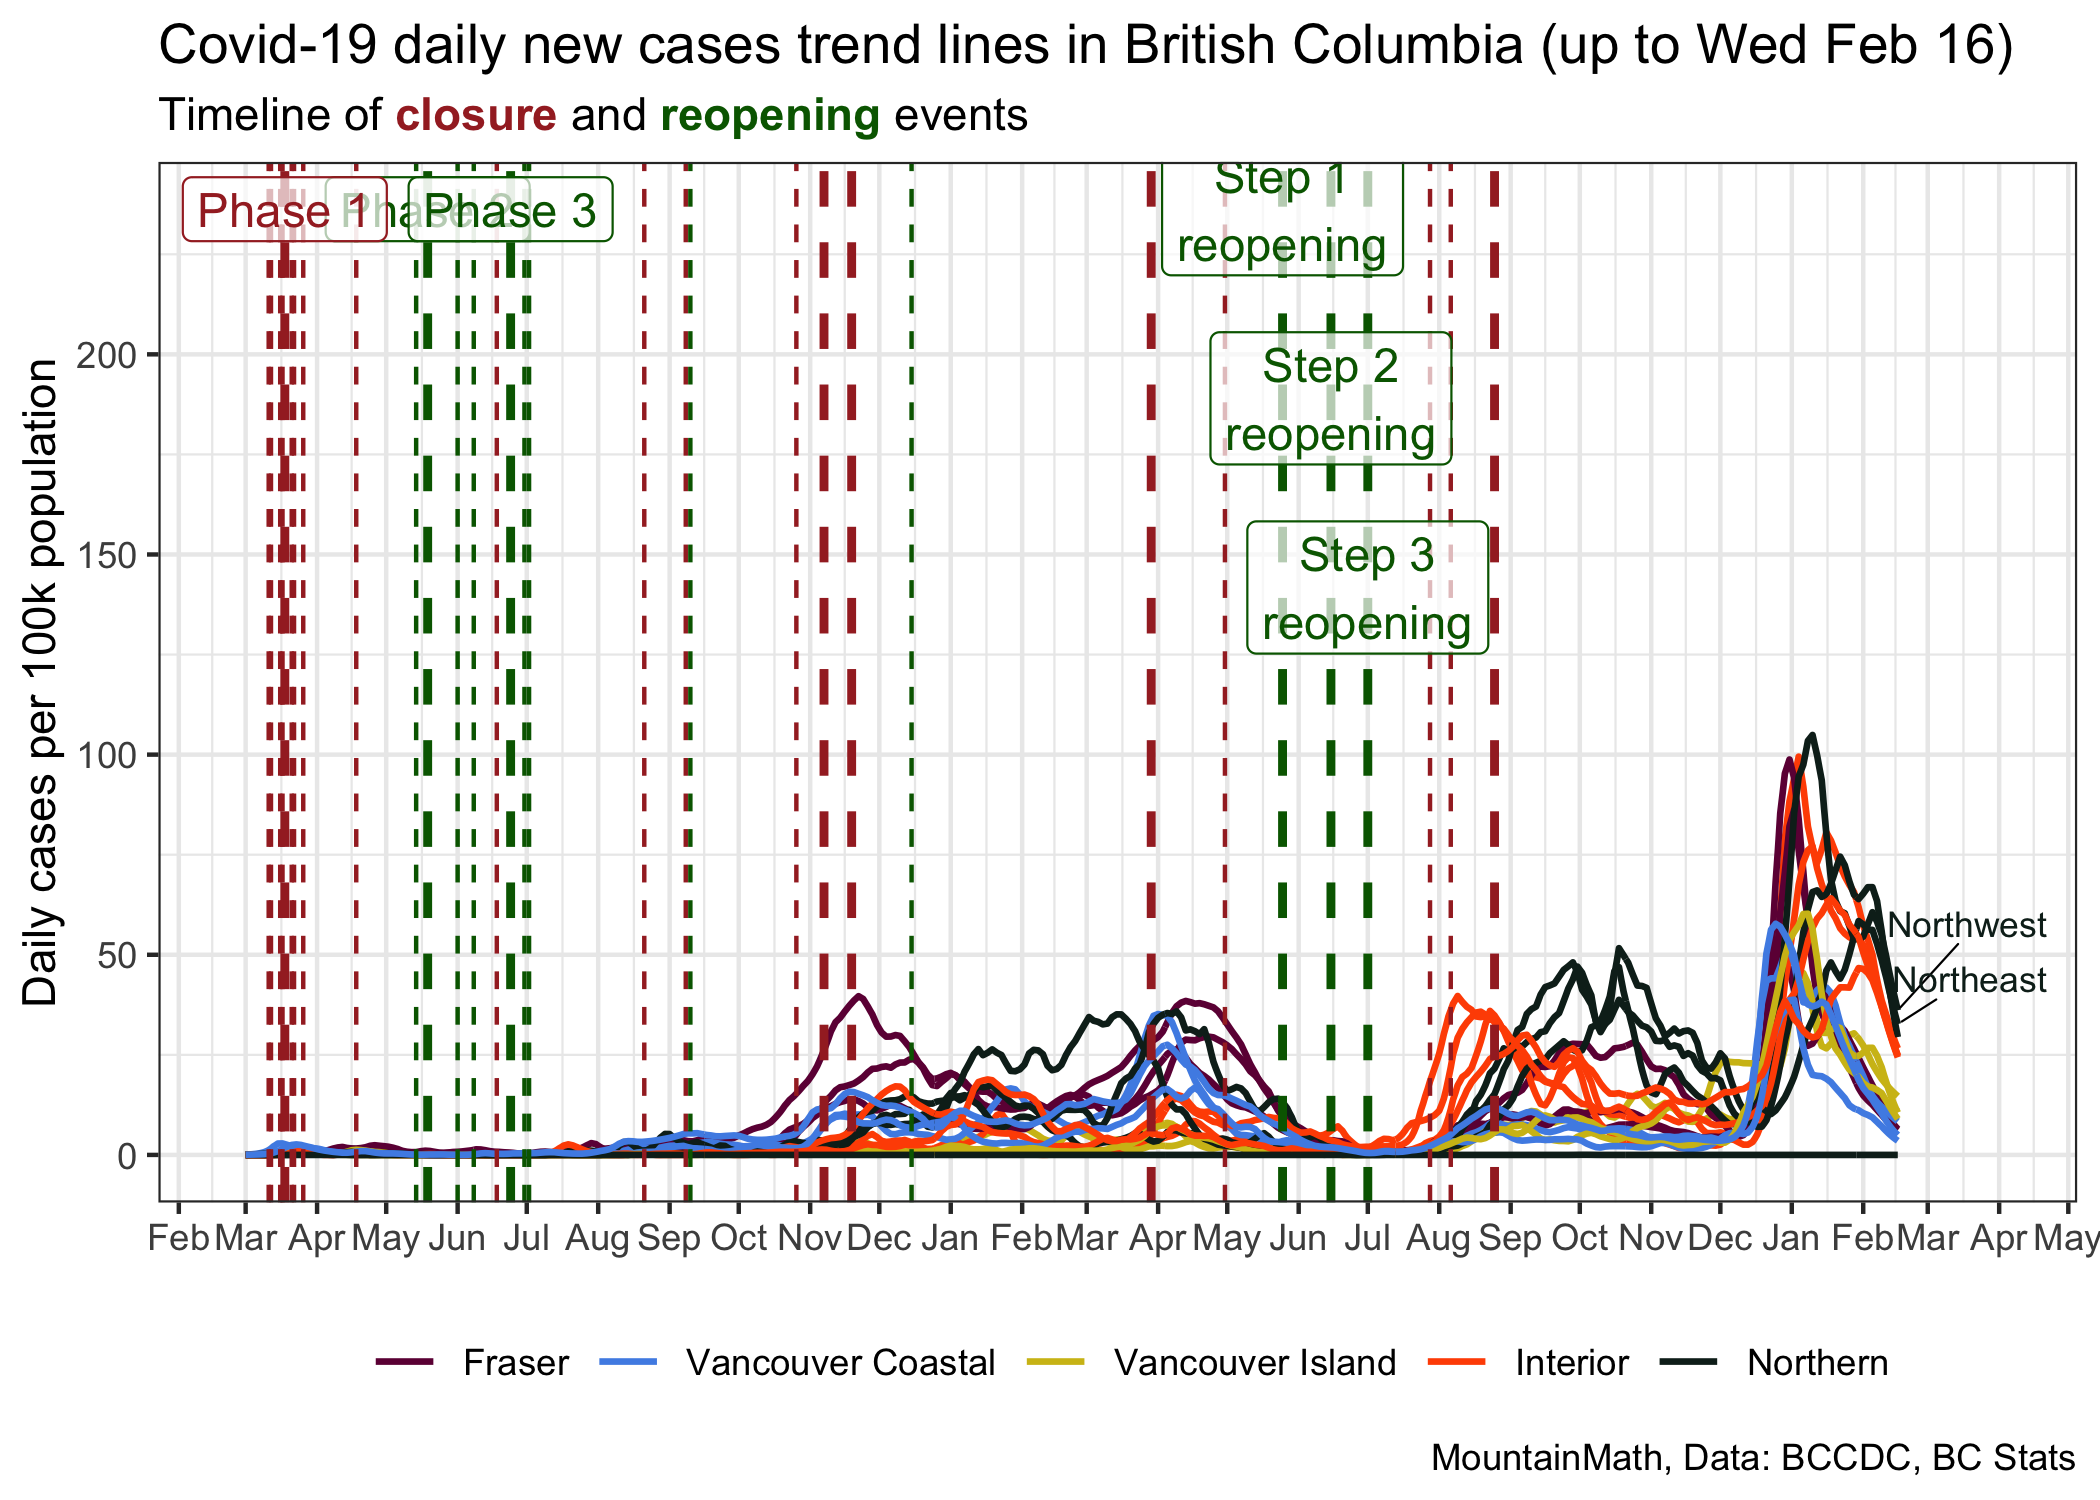 Covid-19 daily new cases trend lines in British Columbia (up to Wed Feb 16)
Timeline of closure and reopening events
Phase 1
Phase 2
Phase 3
Step 1
reopening
Step 2
reopening
Step 3
reopening
Daily cases per 100k population
200
150
100
50
0
Northwest
Northeast
Feb Mar Apr May Jun Jul Aug Sep Oct Nov Dec Jan Feb Mar Apr May Jun Jul Aug Sep Oct Nov Dec Jan Feb Mar Apr May
Fraser Vancouver Coastal Vancouver Island Interior Northern
MountainMath, Data: BCCDC, BC Stats